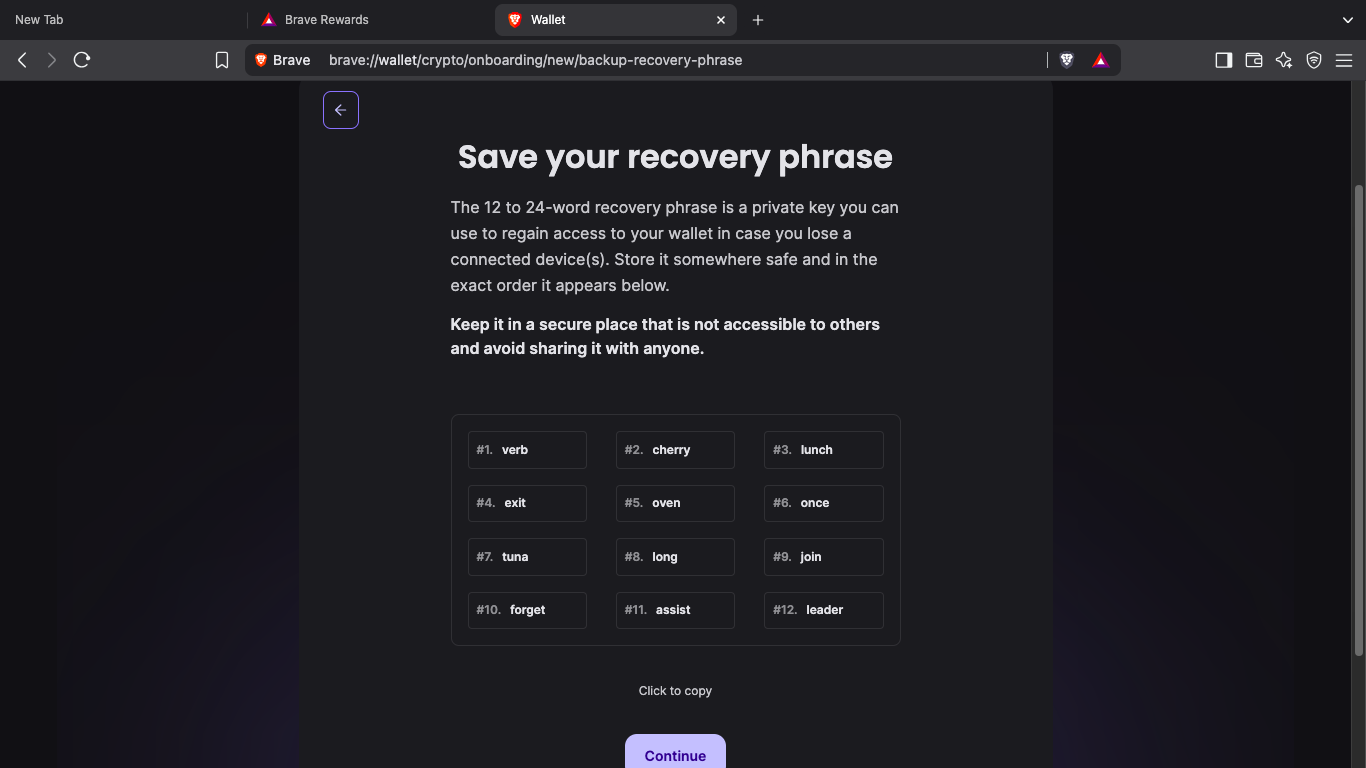 New Tab
Brave Rewards
Wallet
Brave
brave://wallet/crypto/onboarding/new/backup-recovery-phrase
Save your recovery phrase
The 12 to 24-word recovery phrase is a private key you can
use to regain access to your wallet in case you lose a
connected device(s). Store it somewhere safe and in the
exact order it appears below.
Keep it in a secure place that is not accessible to others
and avoid sharing it with anyone.
#1. verb
#2. cherry
#3. lunch
#4. exit
#5. oven
#6. once
#7. tuna
#8. long
#9. join
#10. forget
#11. assist
#12. leader
Click to copy
Continue